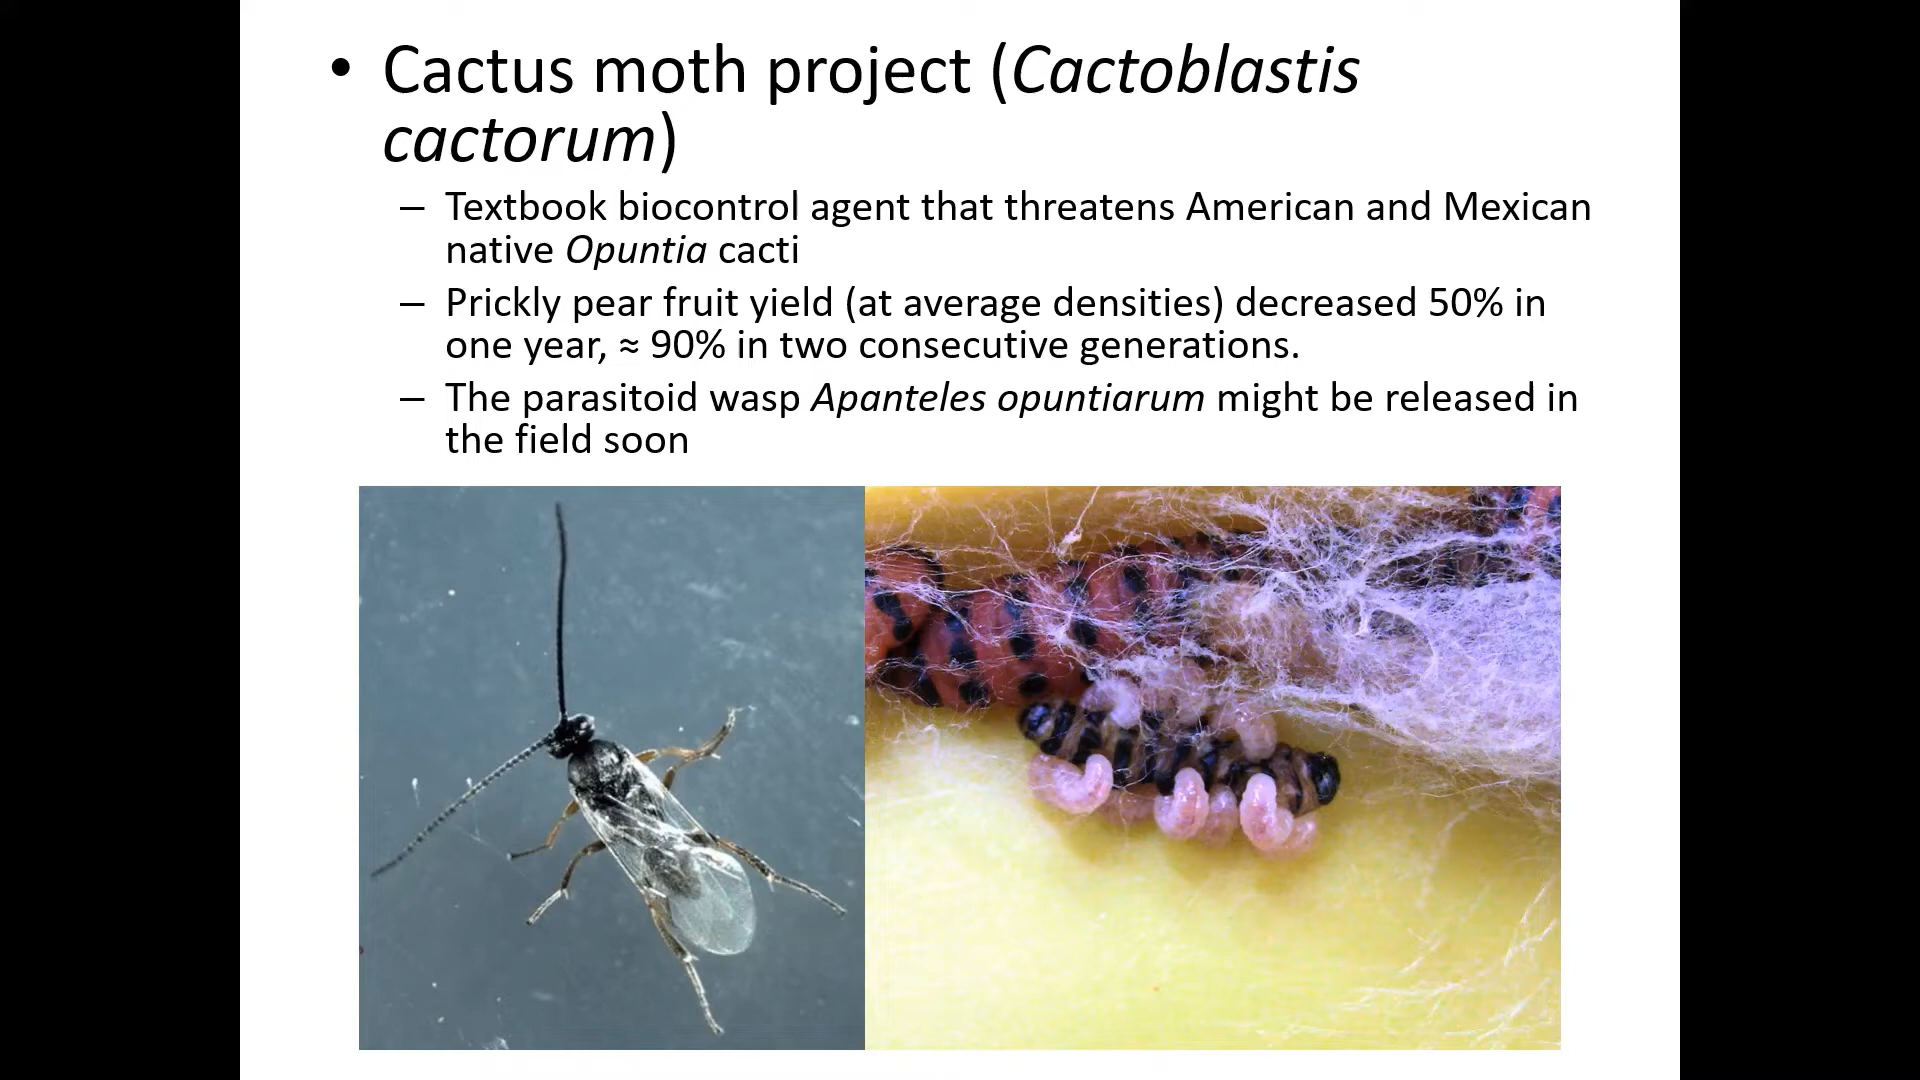 • Cactus moth project (Cactoblastis
cactorum)
– Textbook biocontrol agent that threatens American and Mexican
native Opuntia cacti
– Prickly pear fruit yield (at average densities) decreased 50% in
one year, ≈ 90% in two consecutive generations.
– The parasitoid wasp Apanteles opuntiarum might be released in
the field soon